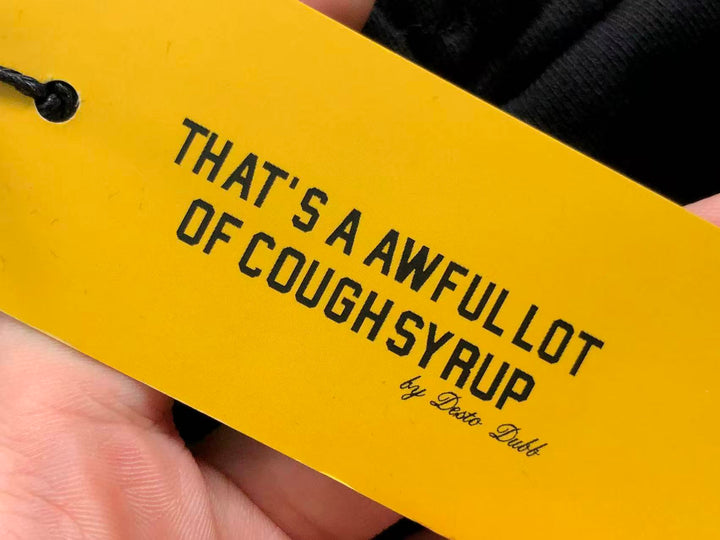 THAT'S A AWFUL LOT
OF COUGH SYRUP
by Desto Dubb